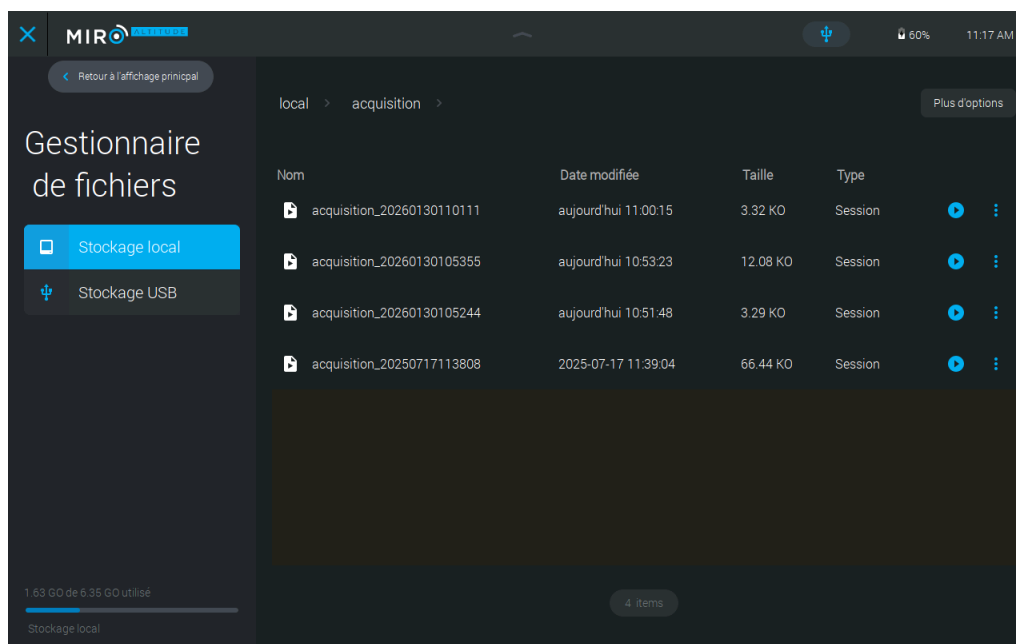 MIRO ALTITUDE
60%
11:17 AM
Retour à l'affichage prinicpal
local > acquisition >
Plus d'options
Gestionnaire
de fichiers
Stockage local
Stockage USB
Nom Date modifiée Taille Type
acquisition_20260130110111 aujourd'hui 11:00:15 3.32 KO Session
acquisition_20260130105355 aujourd'hui 10:53:23 12.08 KO Session
acquisition_20260130105244 aujourd'hui 10:51:48 3.29 KO Session
acquisition_20250717113808 2025-07-17 11:39:04 66.44 KO Session
1.63 GO de 6.35 GO utilisé
Stockage local
4 items